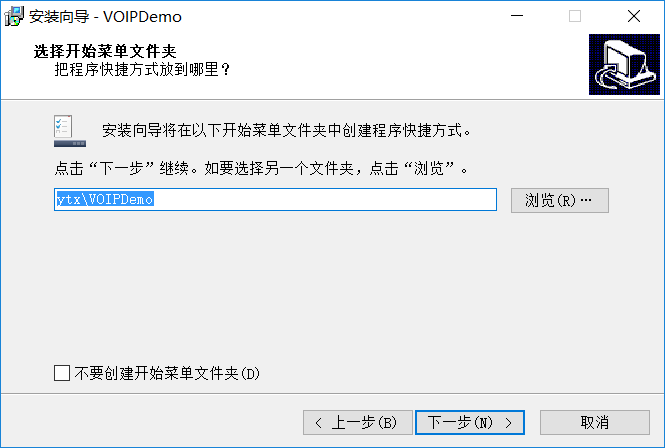 安装向导 - VOIPDemo
选择开始菜单文件夹
把程序快捷方式放到哪里？
安装向导将在以下开始菜单文件夹中创建程序快捷方式。
点击“下一步”继续。如要选择另一个文件夹，点击“浏览”。
ytx\VOIPDemo
浏览(R)…
不要创建开始菜单文件夹(D)
< 上一步(B)
下一步(N) >
取消